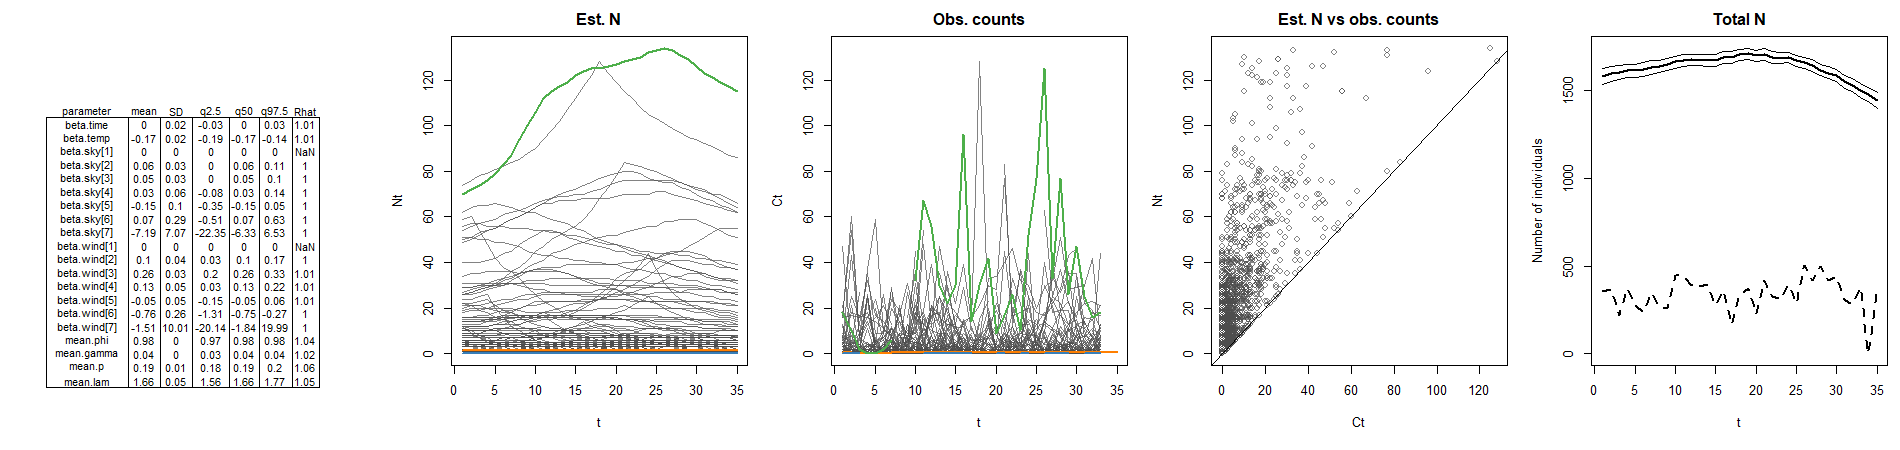 parameter mean SD q2.5 q50 q97.5 Rhat
beta.time 0 0.02 -0.03 0 0.03 1.01
beta.temp -0.17 0.02 -0.19 -0.17 -0.14 1.01
beta.sky[1] 0 0 0 0 0 NaN
beta.sky[2] 0.06 0.03 0 0.06 0.11 1
beta.sky[3] 0.05 0.03 0 0.05 0.1 1
beta.sky[4] 0.03 0.06 -0.08 0.03 0.14 1
beta.sky[5] -0.15 0.1 -0.35 -0.15 0.05 1
beta.sky[6] 0.07 0.29 -0.51 0.07 0.63 1
beta.sky[7] -7.19 7.07 -22.35 -6.33 6.53 1
beta.wind[1] 0 0 0 0 0 NaN
beta.wind[2] 0.1 0.04 0.03 0.1 0.17 1
beta.wind[3] 0.26 0.03 0.2 0.26 0.33 1.01
beta.wind[4] 0.13 0.05 0.03 0.13 0.22 1.01
beta.wind[5] -0.05 0.05 -0.15 -0.05 0.06 1.01
beta.wind[6] -0.76 0.26 -1.31 -0.75 -0.27 1
beta.wind[7] -1.51 10.01 -20.14 -1.84 19.99 1
mean.phi 0.98 0 0.97 0.98 0.98 1.04
mean.gamma 0.04 0 0.03 0.04 0.04 1.02
mean.p 0.19 0.01 0.18 0.19 0.2 1.06
mean.lam 1.66 0.05 1.56 1.66 1.77 1.05
Est. N
Nt
120
100
80
60
40
20
0
0 5 10 15 20 25 30 35
t
Obs. counts
Ct
120
100
80
60
40
20
0
0 5 10 15 20 25 30 35
t
Est. N vs obs. counts
Nt
120
100
80
60
40
20
0
0 20 40 60 80 100 120
Ct
Total N
Number of individuals
1500
1000
500
0
0 5 10 15 20 25 30 35
t